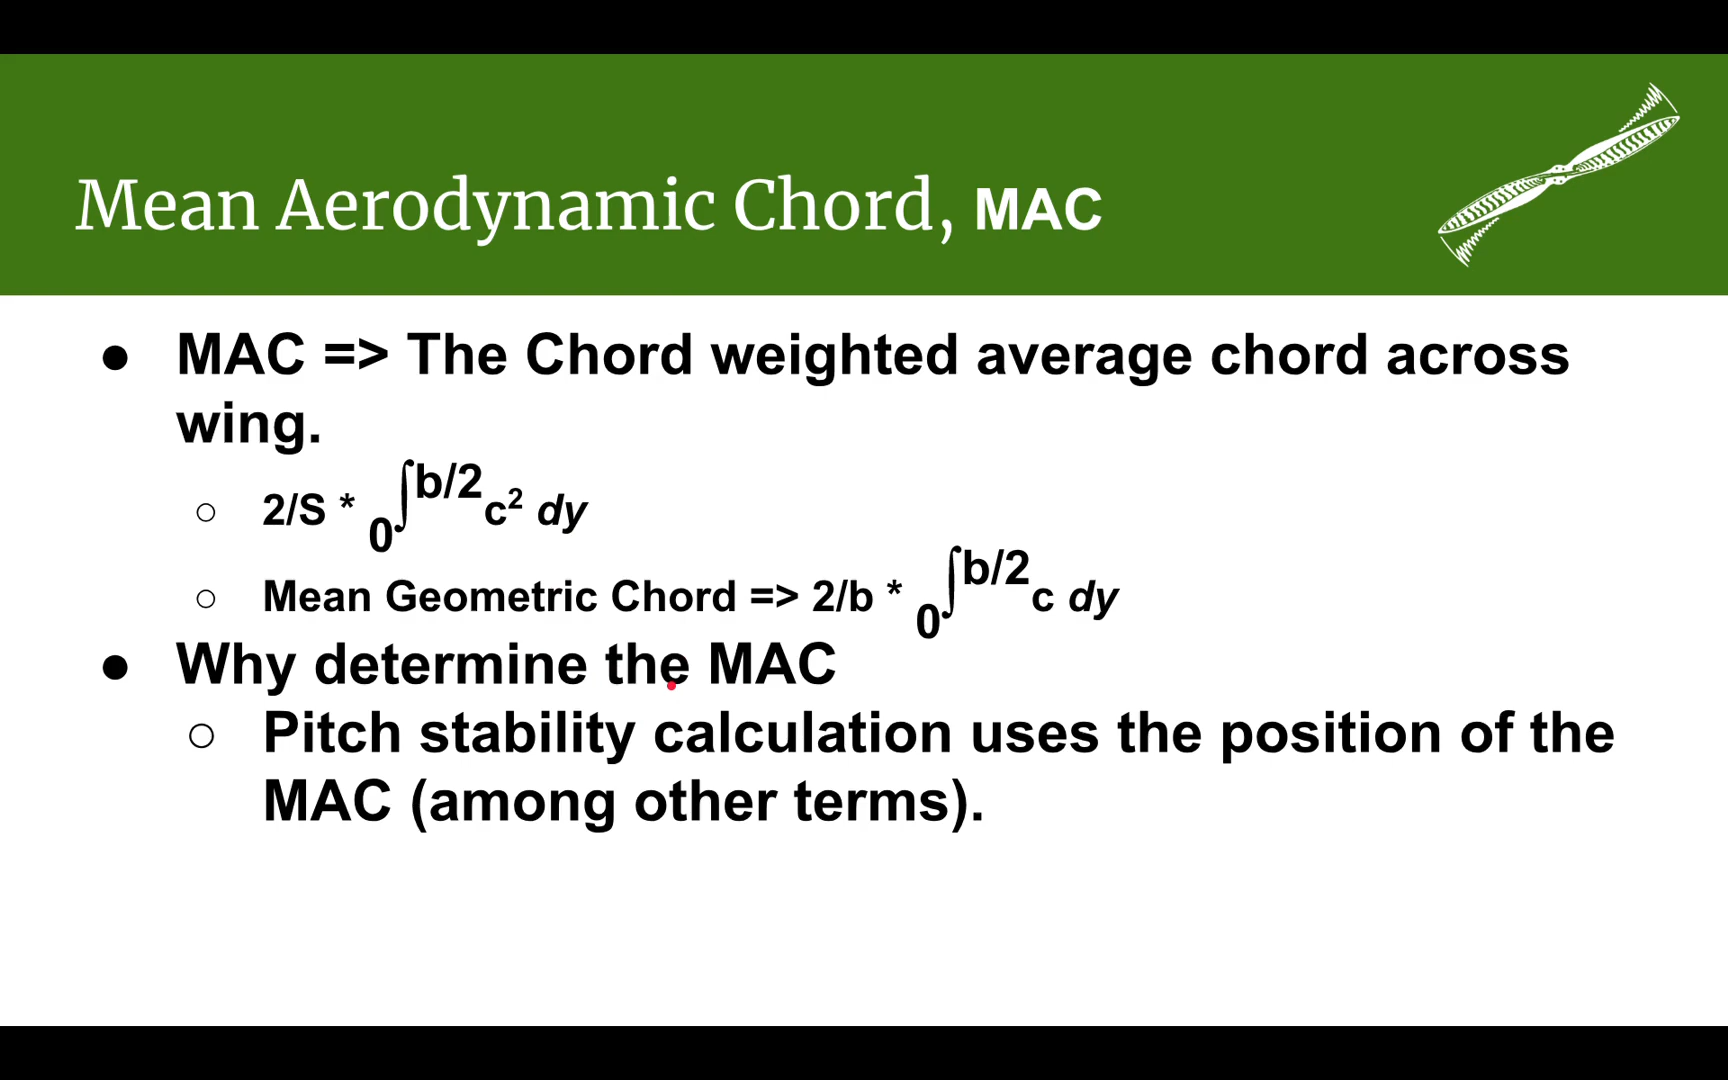 Mean Aerodynamic Chord, MAC
● MAC => The Chord weighted average chord across
wing.
○ 2/S * ₀∫ᵇ/² c² dy
○ Mean Geometric Chord => 2/b * ₀∫ᵇ/² c dy
● Why determine the MAC
○ Pitch stability calculation uses the position of the
MAC (among other terms).